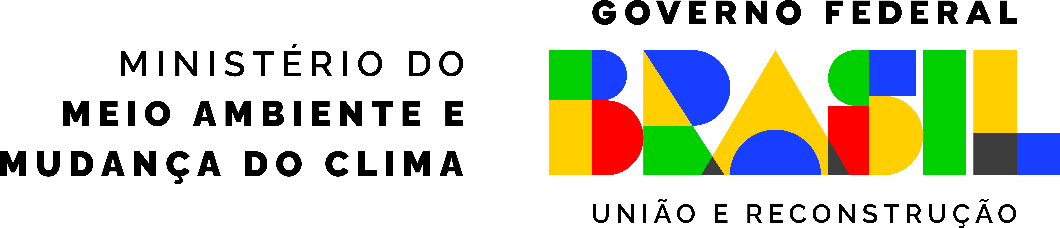 MINISTÉRIO DO
MEIO AMBIENTE E
MUDANÇA DO CLIMA
GOVERNO FEDERAL
BRASIL
UNIÃO E RECONSTRUÇÃO